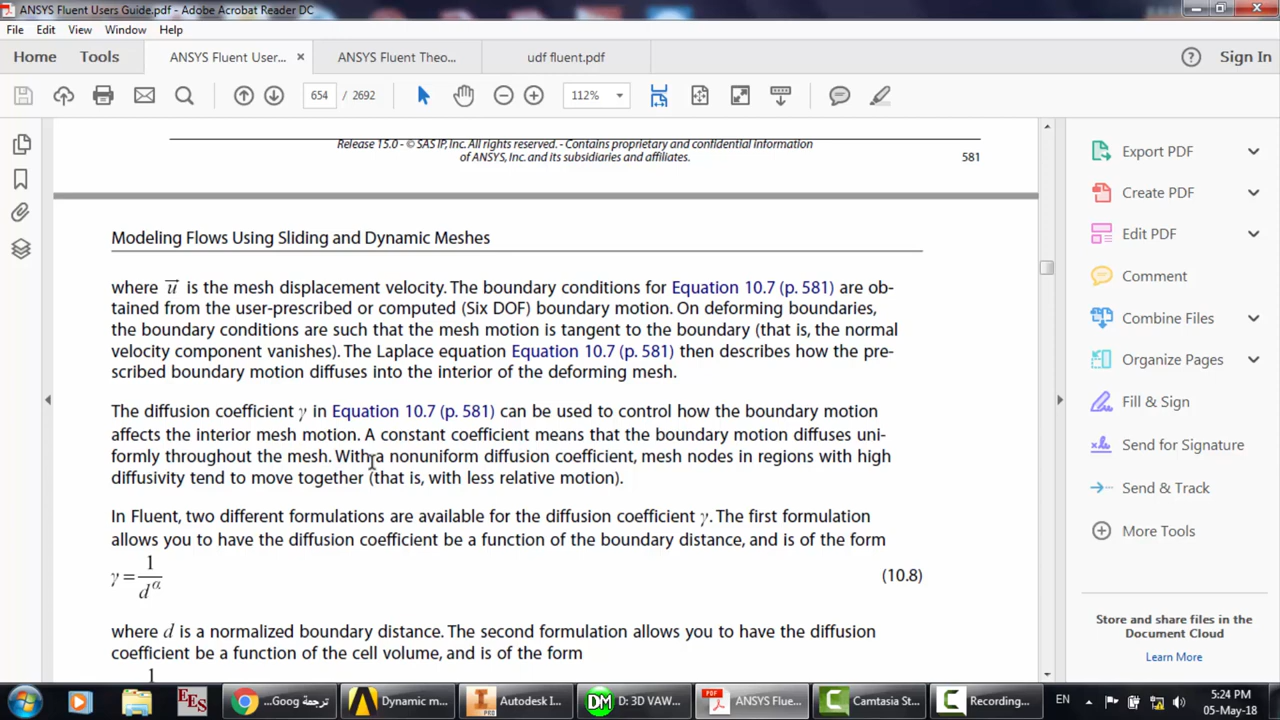 ANSYS Fluent Users Guide.pdf - Adobe Acrobat Reader DC
File Edit View Window Help
Home Tools ANSYS Fluent User... × ANSYS Fluent Theo... udf fluent.pdf ? Sign In
654 / 2692 112%
Release 15.0 - © SAS IP, Inc. All rights reserved. - Contains proprietary and confidential information
of ANSYS, Inc. and its subsidiaries and affiliates. 581
Modeling Flows Using Sliding and Dynamic Meshes
where u⃗ is the mesh displacement velocity. The boundary conditions for Equation 10.7 (p. 581) are ob-
tained from the user-prescribed or computed (Six DOF) boundary motion. On deforming boundaries,
the boundary conditions are such that the mesh motion is tangent to the boundary (that is, the normal
velocity component vanishes). The Laplace equation Equation 10.7 (p. 581) then describes how the pre-
scribed boundary motion diffuses into the interior of the deforming mesh.
The diffusion coefficient γ in Equation 10.7 (p. 581) can be used to control how the boundary motion
affects the interior mesh motion. A constant coefficient means that the boundary motion diffuses uni-
formly throughout the mesh. With a nonuniform diffusion coefficient, mesh nodes in regions with high
diffusivity tend to move together (that is, with less relative motion).
In Fluent, two different formulations are available for the diffusion coefficient γ. The first formulation
allows you to have the diffusion coefficient be a function of the boundary distance, and is of the form
γ = 1 / d^α (10.8)
where d is a normalized boundary distance. The second formulation allows you to have the diffusion
coefficient be a function of the cell volume, and is of the form
1
Export PDF
Create PDF
Edit PDF
Comment
Combine Files
Organize Pages
Fill & Sign
Send for Signature
Send & Track
More Tools
Store and share files in the
Document Cloud
Learn More
EES ترجمة Goog... Dynamic m... Autodesk I... D: 3D VAW... ANSYS Flue... Camtasia St... Recording... EN 5:24 PM
05-May-18